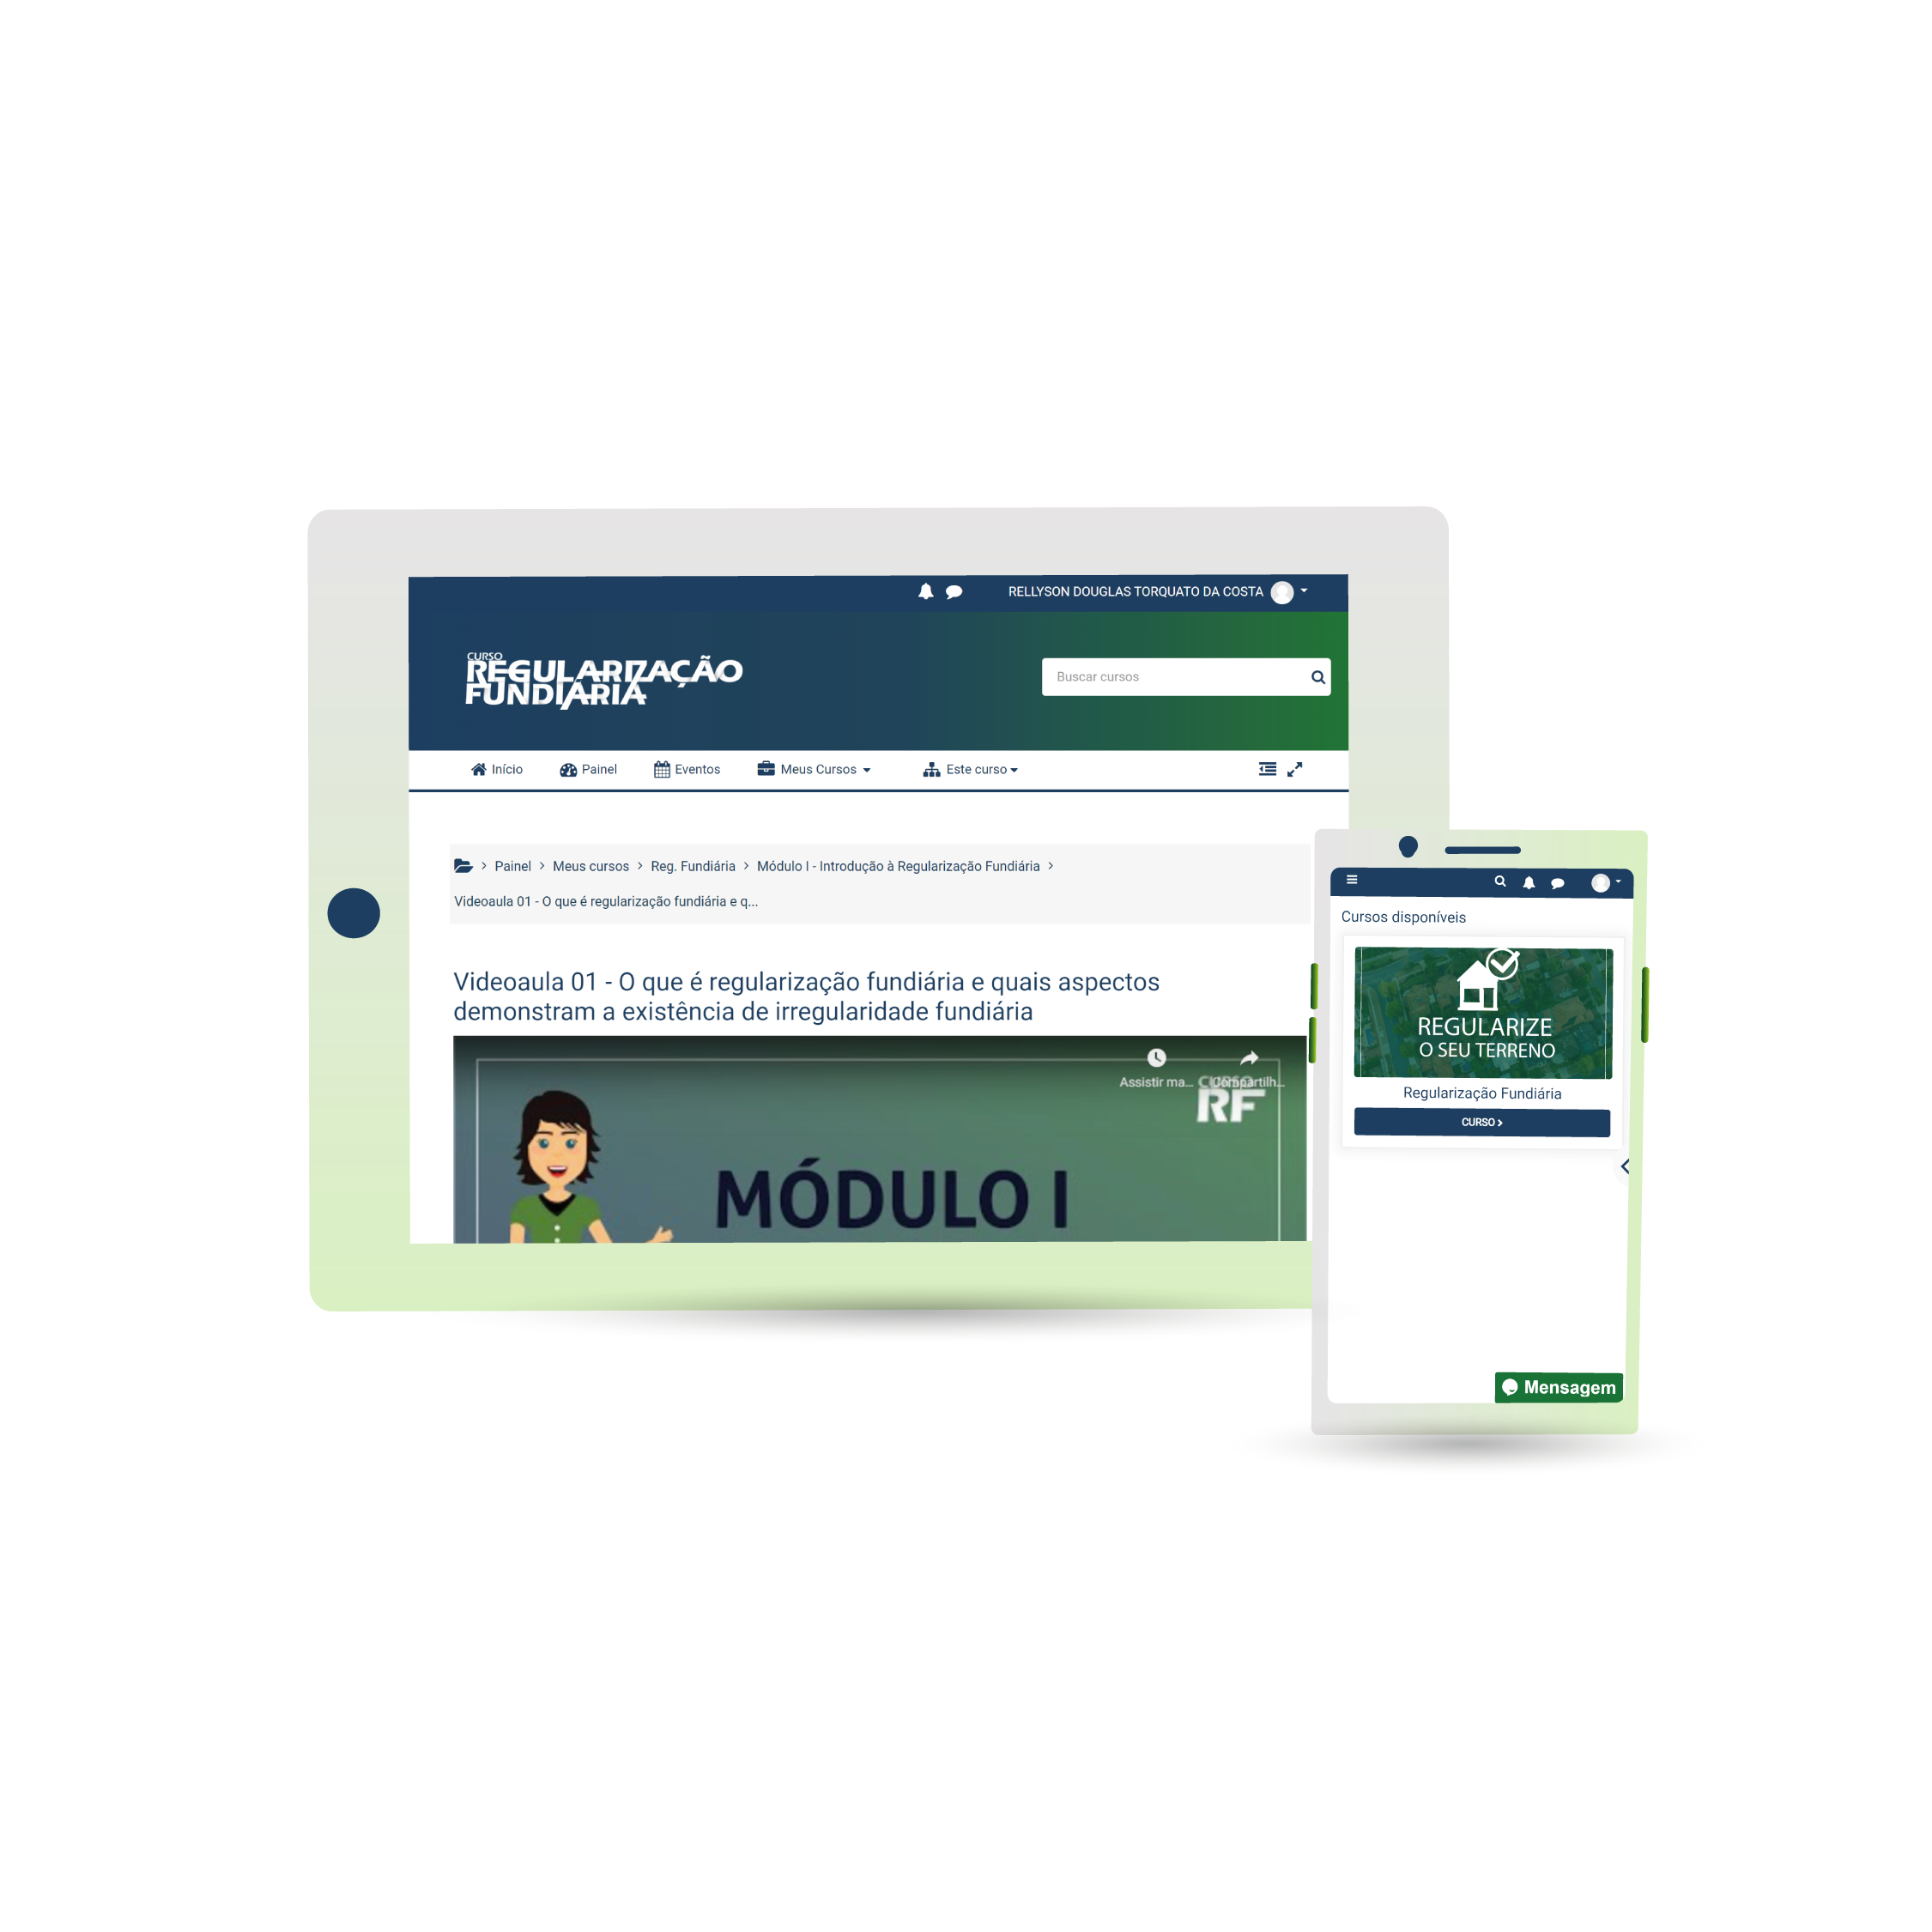 RELLYSON DOUGLAS TORQUATO DA COSTA
CURSO
REGULARIZAÇÃO
FUNDIÁRIA
Buscar cursos
Início Painel Eventos Meus Cursos Este curso
> Painel > Meus cursos > Reg. Fundiária > Módulo I - Introdução à Regularização Fundiária >
Videoaula 01 - O que é regularização fundiária e q...
Videoaula 01 - O que é regularização fundiária e quais aspectos
demonstram a existência de irregularidade fundiária
Assistir ma... Compartilh...
CURSO
RF
MÓDULO I
Cursos disponíveis
REGULARIZE
O SEU TERRENO
Regularização Fundiária
CURSO >
Mensagem